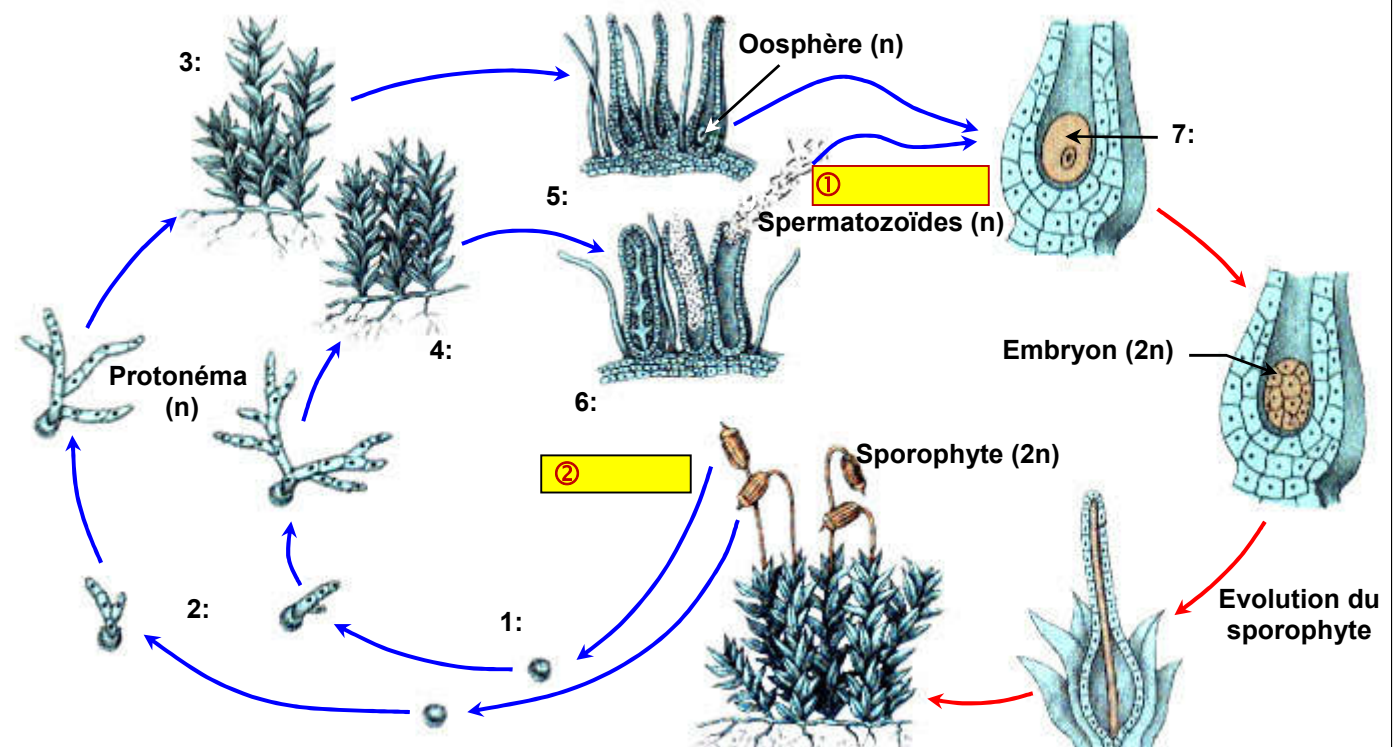 3:
Oosphère (n)
7:
①
5:
Spermatozoïdes (n)
4:
Protonéma
(n)
Embryon (2n)
6:
②
Sporophyte (2n)
2:
1:
Evolution du
sporophyte